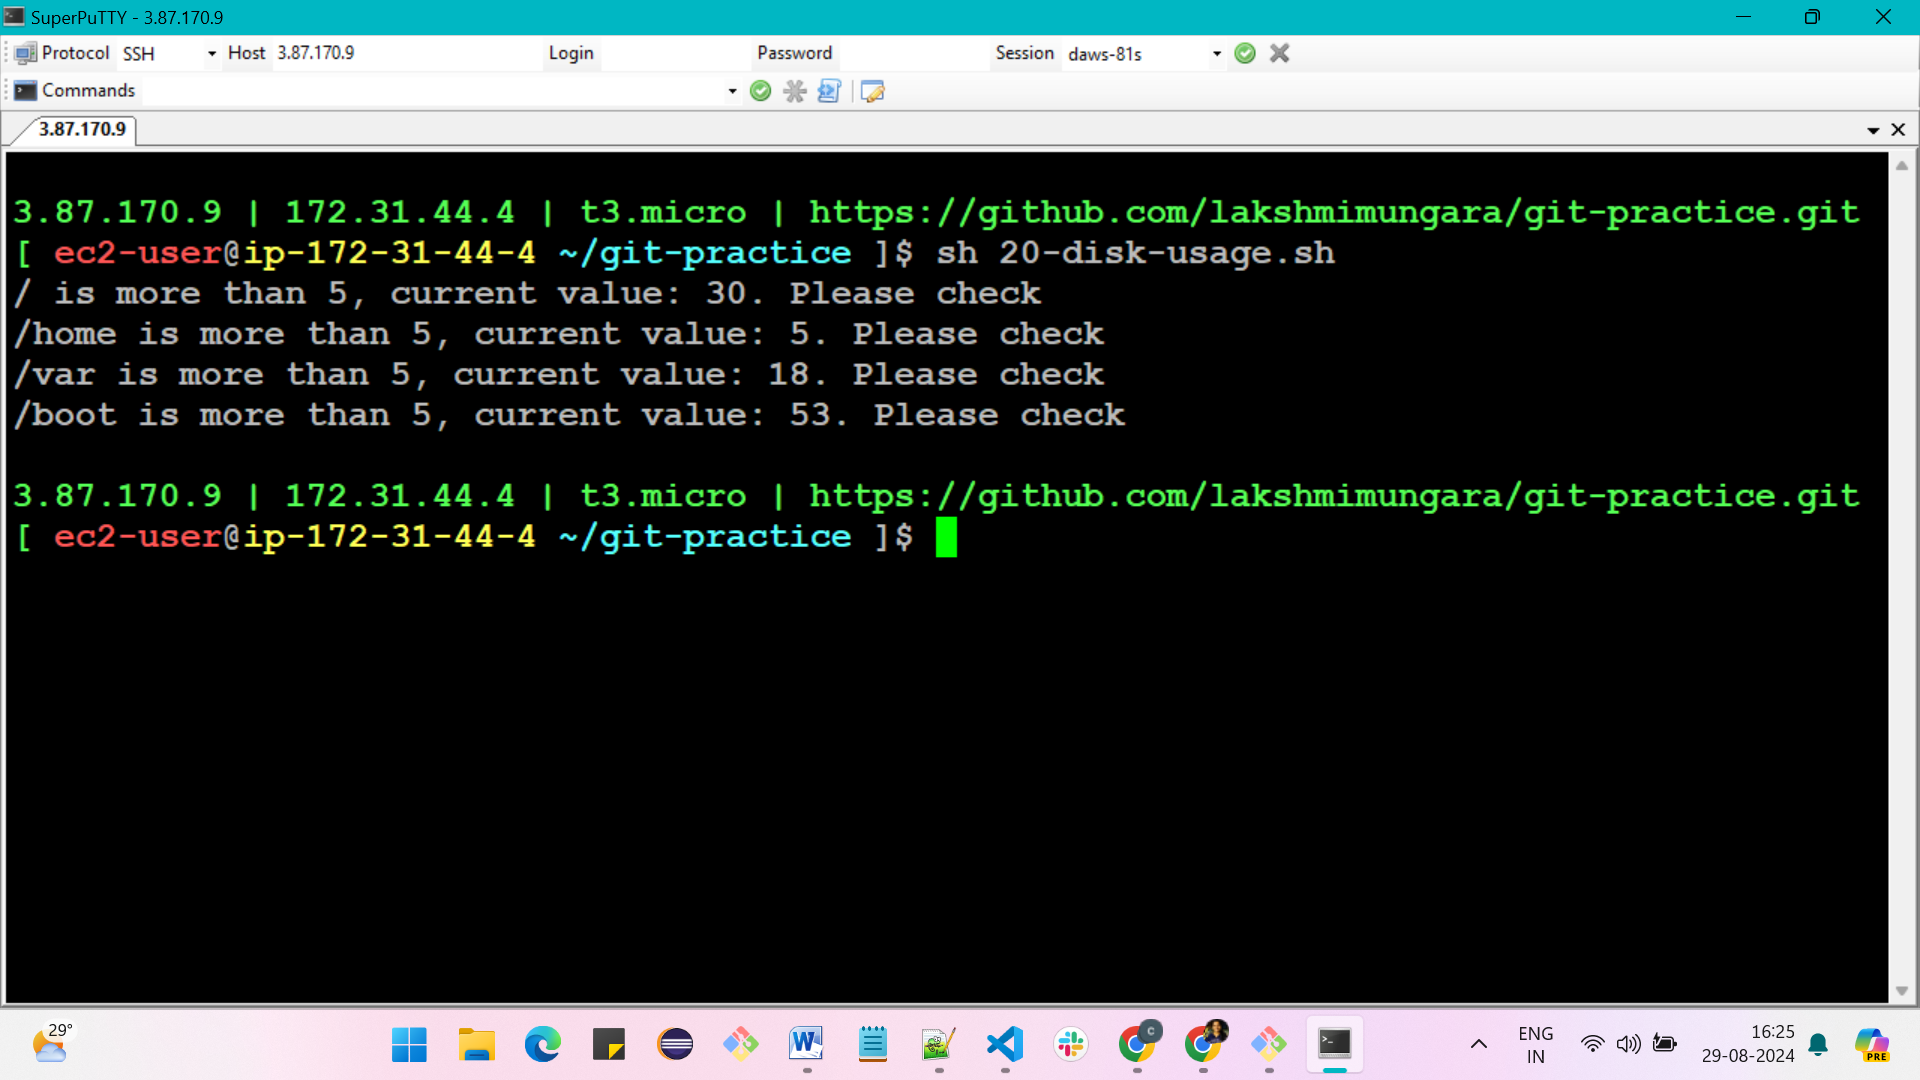 SuperPuTTY - 3.87.170.9
Protocol SSH Host 3.87.170.9 Login Password Session daws-81s
Commands
3.87.170.9
3.87.170.9 | 172.31.44.4 | t3.micro | https://github.com/lakshmimungara/git-practice.git
[ ec2-user@ip-172-31-44-4 ~/git-practice ]$ sh 20-disk-usage.sh
/ is more than 5, current value: 30. Please check
/home is more than 5, current value: 5. Please check
/var is more than 5, current value: 18. Please check
/boot is more than 5, current value: 53. Please check
3.87.170.9 | 172.31.44.4 | t3.micro | https://github.com/lakshmimungara/git-practice.git
[ ec2-user@ip-172-31-44-4 ~/git-practice ]$
29°
W
C
ENG
IN
16:25
29-08-2024
PRE